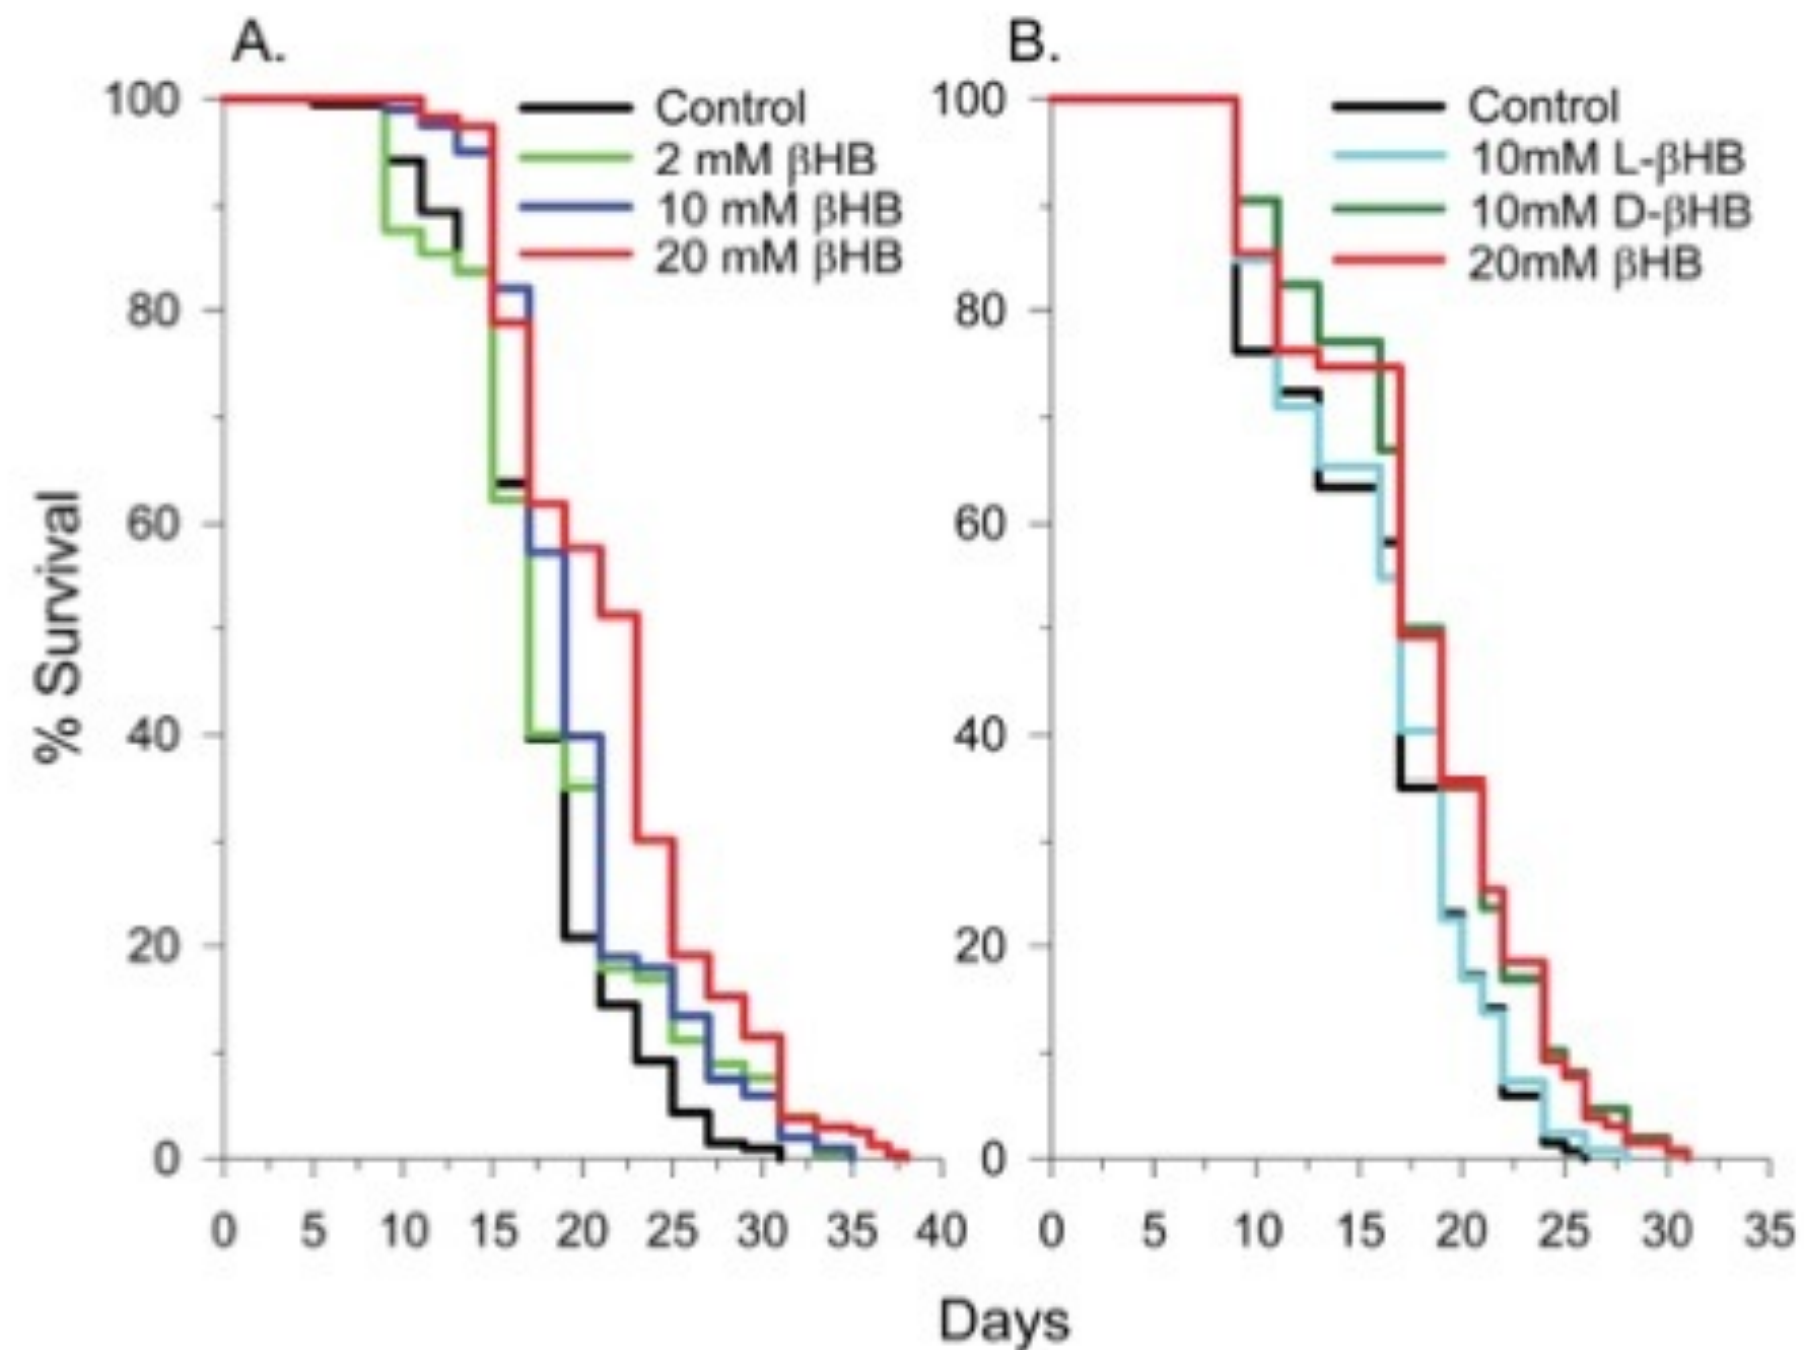 A.
Control
2 mM βHB
10 mM βHB
20 mM βHB
100
80
60
40
20
0
0 5 10 15 20 25 30 35 40
B.
Control
10mM L-βHB
10mM D-βHB
20mM βHB
100
80
60
40
20
0
0 5 10 15 20 25 30 35
% Survival
Days